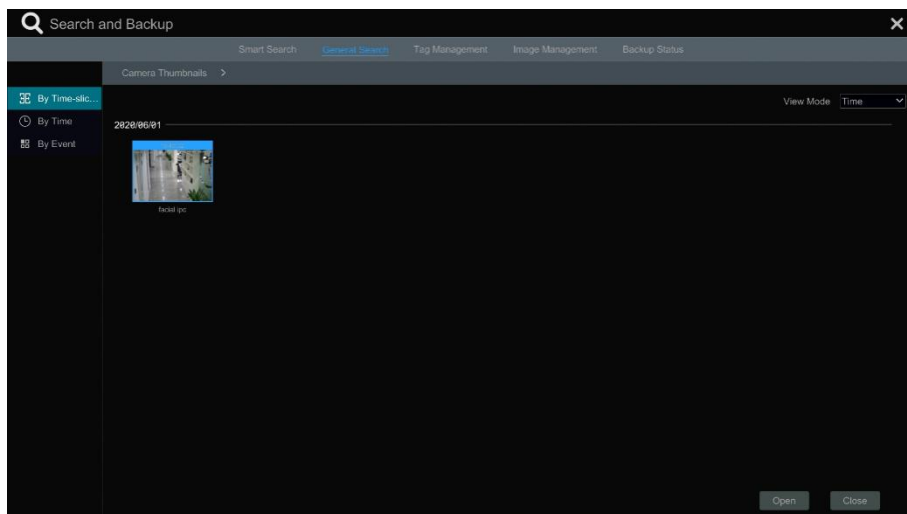 Search and Backup
Smart Search General Search Tag Management Image Management Backup Status
Camera Thumbnails >
By Time-slic...
View Mode Time
By Time
2020/06/01
By Event
facial ipc
Open Close